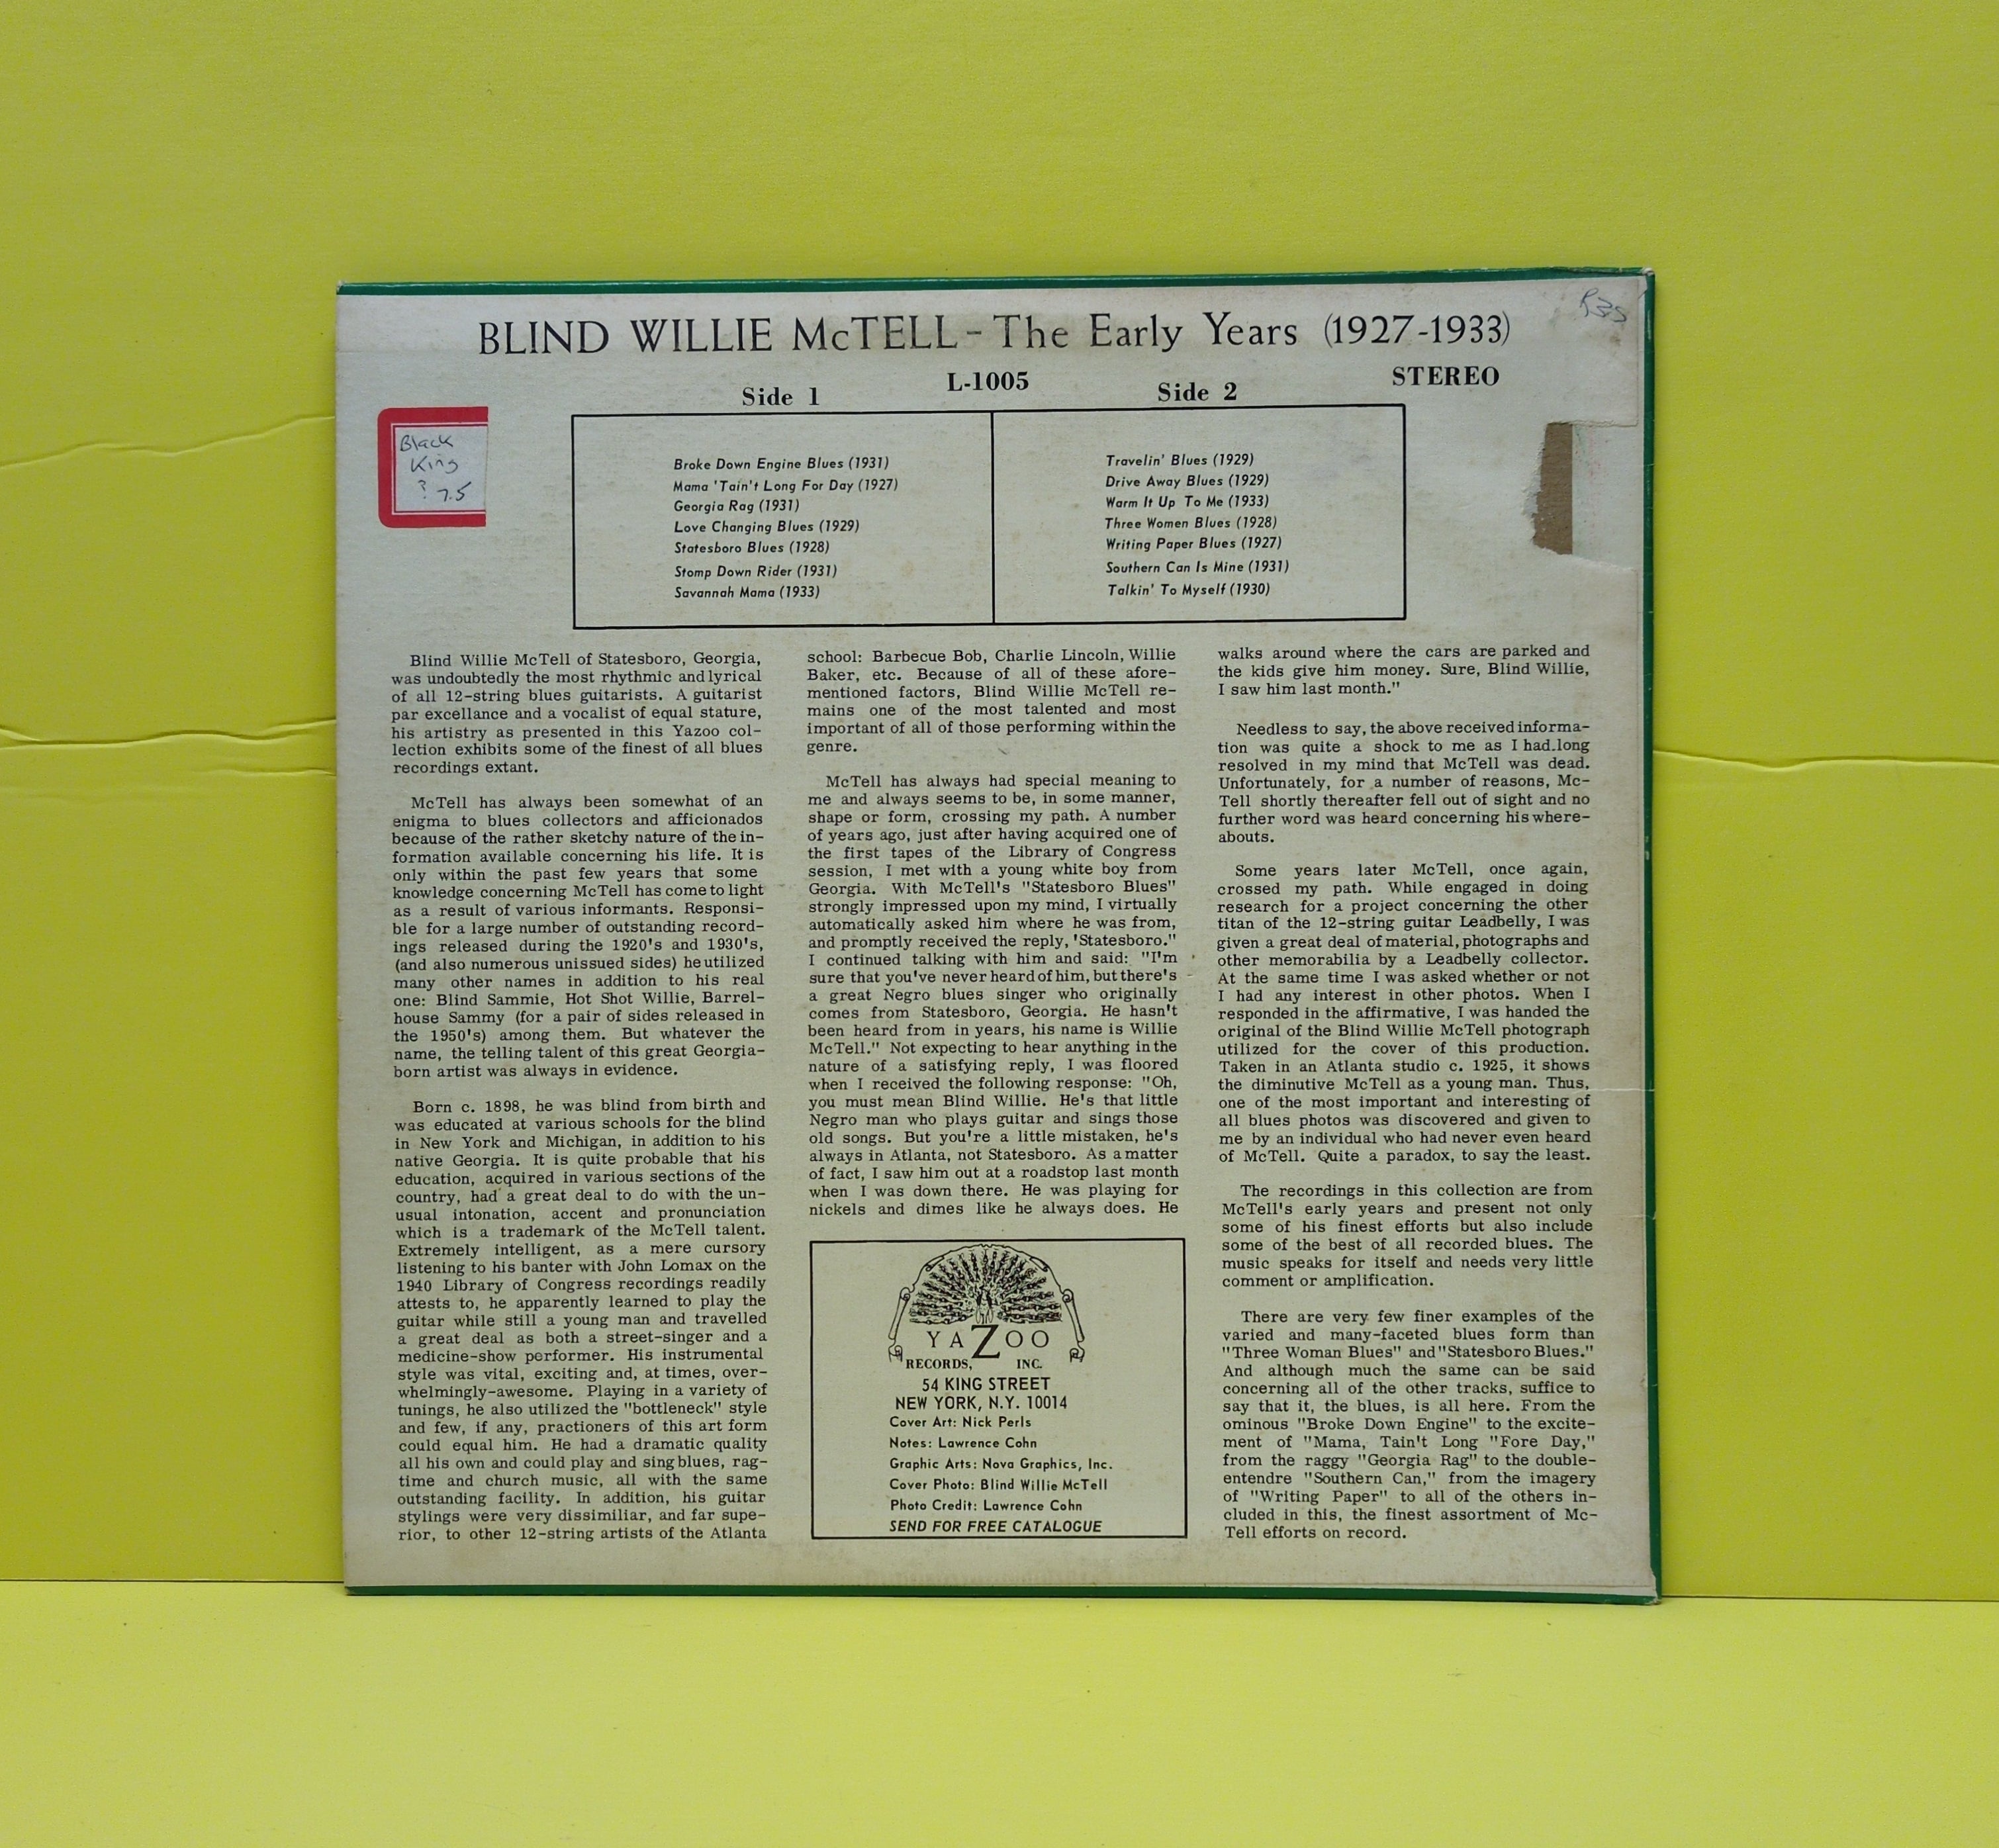 BLIND WILLIE McTELL - The Early Years (1927-1933)
Side 1
L-1005
Side 2
STEREO
Black
King
? 7.5
Broke Down Engine Blues (1931)
Mama 'Tain't Long For Day (1927)
Georgia Rag (1931)
Love Changing Blues (1929)
Statesboro Blues (1928)
Stomp Down Rider (1931)
Savannah Mama (1933)
Travelin' Blues (1929)
Drive Away Blues (1929)
Warm It Up To Me (1933)
Three Women Blues (1928)
Writing Paper Blues (1927)
Southern Can Is Mine (1931)
Talkin' To Myself (1930)
Blind Willie McTell of Statesboro, Georgia,
was undoubtedly the most rhythmic and lyrical
of all 12-string blues guitarists. A guitarist
par excellance and a vocalist of equal stature,
his artistry as presented in this Yazoo col-
lection exhibits some of the finest of all blues
recordings extant.
McTell has always been somewhat of an
enigma to blues collectors and afficionados
because of the rather sketchy nature of the in-
formation available concerning his life. It is
only within the past few years that some
knowledge concerning McTell has come to light
as a result of various informants. Responsi-
ble for a large number of outstanding record-
ings released during the 1920's and 1930's,
(and also numerous unissued sides) he utilized
many other names in addition to his real
one: Blind Sammie, Hot Shot Willie, Barrel-
house Sammy (for a pair of sides released in
the 1950's) among them. But whatever the
name, the telling talent of this great Georgia-
born artist was always in evidence.
Born c. 1898, he was blind from birth and
was educated at various schools for the blind
in New York and Michigan, in addition to his
native Georgia. It is quite probable that his
education, acquired in various sections of the
country, had a great deal to do with the un-
usual intonation, accent and pronunciation
which is a trademark of the McTell talent.
Extremely intelligent, as a mere cursory
listening to his banter with John Lomax on the
1940 Library of Congress recordings readily
attests to, he apparently learned to play the
guitar while still a young man and travelled
a great deal as both a street-singer and a
medicine-show performer. His instrumental
style was vital, exciting and, at times, over-
whelmingly-awesome. Playing in a variety of
tunings, he also utilized the "bottleneck" style
and few, if any, practioners of this art form
could equal him. He had a dramatic quality
all his own and could play and sing blues, rag-
time and church music, all with the same
outstanding facility. In addition, his guitar
stylings were very dissimiliar, and far supe-
rior, to other 12-string artists of the Atlanta
school: Barbecue Bob, Charlie Lincoln, Willie
Baker, etc. Because of all of these afore-
mentioned factors, Blind Willie McTell re-
mains one of the most talented and most
important of all of those performing within the
genre.
McTell has always had special meaning to
me and always seems to be, in some manner,
shape or form, crossing my path. A number
of years ago, just after having acquired one of
the first tapes of the Library of Congress
session, I met with a young white boy from
Georgia. With McTell's "Statesboro Blues"
strongly impressed upon my mind, I virtually
automatically asked him where he was from,
and promptly received the reply, 'Statesboro."
I continued talking with him and said: "I'm
sure that you've never heard of him, but there's
a great Negro blues singer who originally
comes from Statesboro, Georgia. He hasn't
been heard from in years, his name is Willie
McTell." Not expecting to hear anything in the
nature of a satisfying reply, I was floored
when I received the following response: "Oh,
you must mean Blind Willie. He's that little
Negro man who plays guitar and sings those
old songs. But you're a little mistaken, he's
always in Atlanta, not Statesboro. As a matter
of fact, I saw him out at a roadstop last month
when I was down there. He was playing for
nickels and dimes like he always does. He
YAZOO
RECORDS, INC.
54 KING STREET
NEW YORK, N.Y. 10014
Cover Art: Nick Perls
Notes: Lawrence Cohn
Graphic Arts: Nova Graphics, Inc.
Cover Photo: Blind Willie McTell
Photo Credit: Lawrence Cohn
SEND FOR FREE CATALOGUE
walks around where the cars are parked and
the kids give him money. Sure, Blind Willie,
I saw him last month."
Needless to say, the above received informa-
tion was quite a shock to me as I had long
resolved in my mind that McTell was dead.
Unfortunately, for a number of reasons, Mc-
Tell shortly thereafter fell out of sight and no
further word was heard concerning his where-
abouts.
Some years later McTell, once again,
crossed my path. While engaged in doing
research for a project concerning the other
titan of the 12-string guitar Leadbelly, I was
given a great deal of material, photographs and
other memorabilia by a Leadbelly collector.
At the same time I was asked whether or not
I had any interest in other photos. When I
responded in the affirmative, I was handed the
original of the Blind Willie McTell photograph
utilized for the cover of this production.
Taken in an Atlanta studio c. 1925, it shows
the diminutive McTell as a young man. Thus,
one of the most important and interesting of
all blues photos was discovered and given to
me by an individual who had never even heard
of McTell. Quite a paradox, to say the least.
The recordings in this collection are from
McTell's early years and present not only
some of his finest efforts but also include
some of the best of all recorded blues. The
music speaks for itself and needs very little
comment or amplification.
There are very few finer examples of the
varied and many-faceted blues form than
"Three Woman Blues" and "Statesboro Blues."
And although much the same can be said
concerning all of the other tracks, suffice to
say that it, the blues, is all here. From the
ominous "Broke Down Engine" to the excite-
ment of "Mama, Tain't Long "Fore Day,"
from the raggy "Georgia Rag" to the double-
entendre "Southern Can," from the imagery
of "Writing Paper" to all of the others in-
cluded in this, the finest assortment of Mc-
Tell efforts on record.